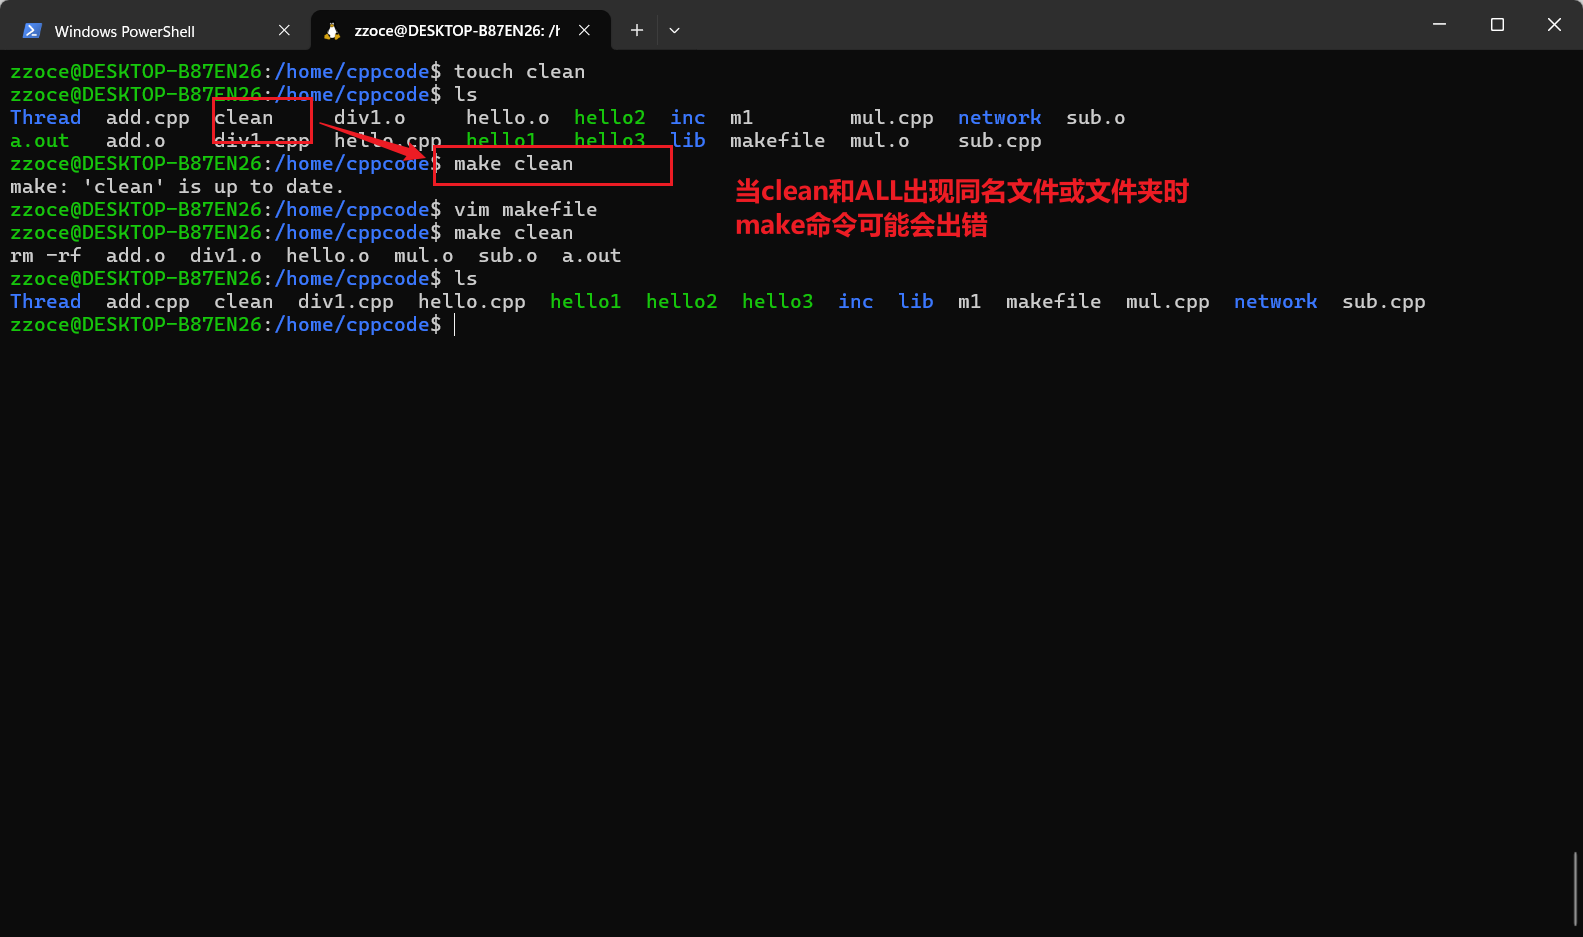 Windows PowerShell
zzoce@DESKTOP-B87EN26: /h
zzoce@DESKTOP-B87EN26:/home/cppcode$ touch clean
zzoce@DESKTOP-B87EN26:/home/cppcode$ ls
Thread  add.cpp  clean     div1.o     hello.o  hello2  inc  m1        mul.cpp  network  sub.o
a.out   add.o    div1.cpp  hello.cpp  hello1   hello3  lib  makefile  mul.o    sub.cpp
zzoce@DESKTOP-B87EN26:/home/cppcode$ make clean
make: 'clean' is up to date.
zzoce@DESKTOP-B87EN26:/home/cppcode$ vim makefile
zzoce@DESKTOP-B87EN26:/home/cppcode$ make clean
rm -rf  add.o  div1.o  hello.o  mul.o  sub.o  a.out
zzoce@DESKTOP-B87EN26:/home/cppcode$ ls
Thread  add.cpp  clean  div1.cpp  hello.cpp  hello1  hello2  hello3  inc  lib  m1  makefile  mul.cpp  network  sub.cpp
zzoce@DESKTOP-B87EN26:/home/cppcode$
当clean和ALL出现同名文件或文件夹时
make命令可能会出错